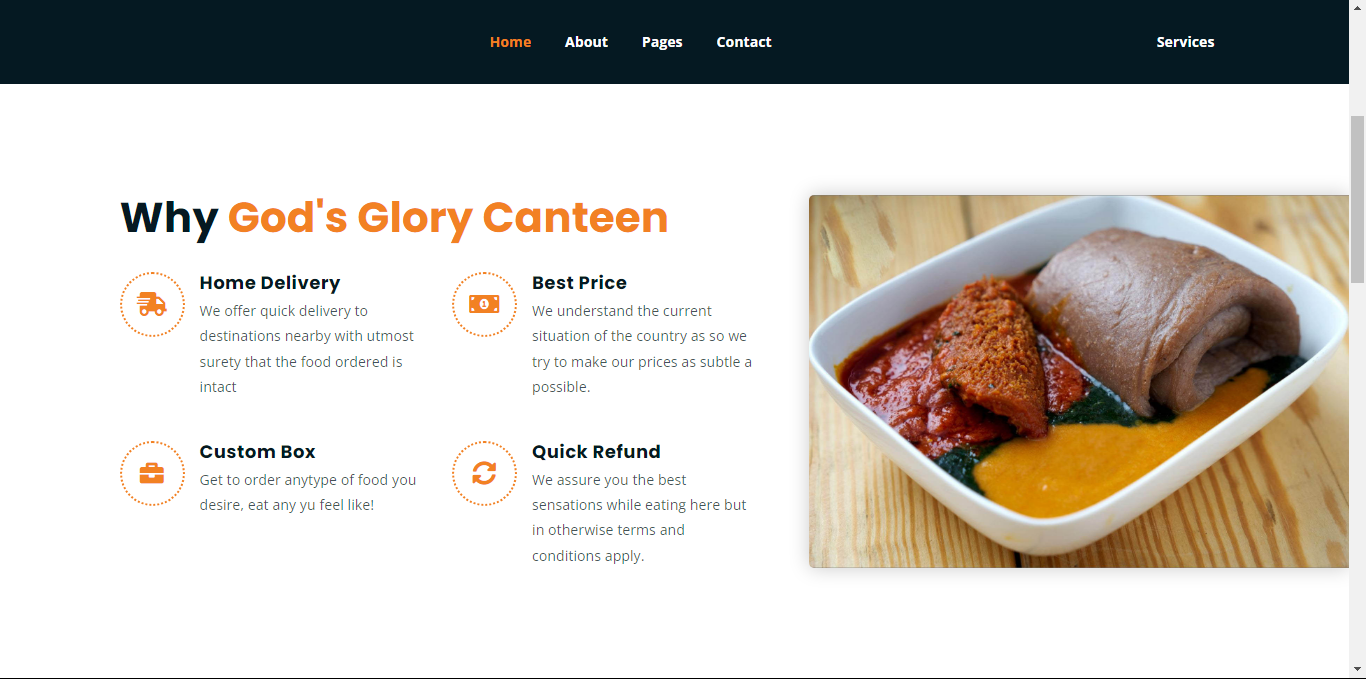 Home About Pages Contact Services
Why God's Glory Canteen
Home Delivery
We offer quick delivery to
destinations nearby with utmost
surety that the food ordered is
intact
Best Price
We understand the current
situation of the country as so we
try to make our prices as subtle a
possible.
Custom Box
Get to order anytype of food you
desire, eat any yu feel like!
Quick Refund
We assure you the best
sensations while eating here but
in otherwise terms and
conditions apply.